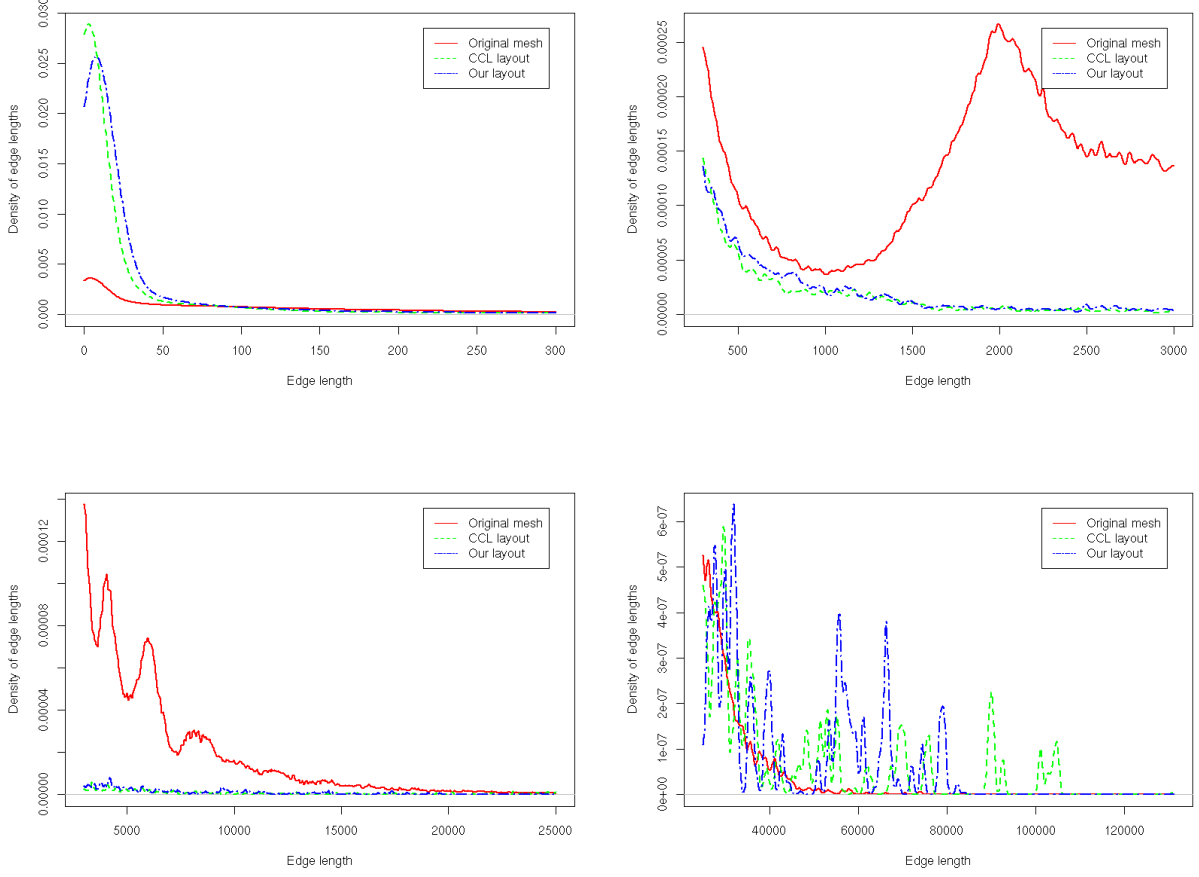 Density of edge lengths
0.000
0.005
0.010
0.015
0.020
0.025
0.030
Original mesh
CCL layout
Our layout
0 50 100 150 200 250 300
Edge length
Density of edge lengths
0.00000
0.00005
0.00010
0.00015
0.00020
0.00025
Original mesh
CCL layout
Our layout
500 1000 1500 2000 2500 3000
Edge length
Density of edge lengths
0.00000
0.00004
0.00008
0.00012
Original mesh
CCL layout
Our layout
5000 10000 15000 20000 25000
Edge length
Density of edge lengths
0e+00
1e-07
2e-07
3e-07
4e-07
5e-07
6e-07
Original mesh
CCL layout
Our layout
40000 60000 80000 100000 120000
Edge length